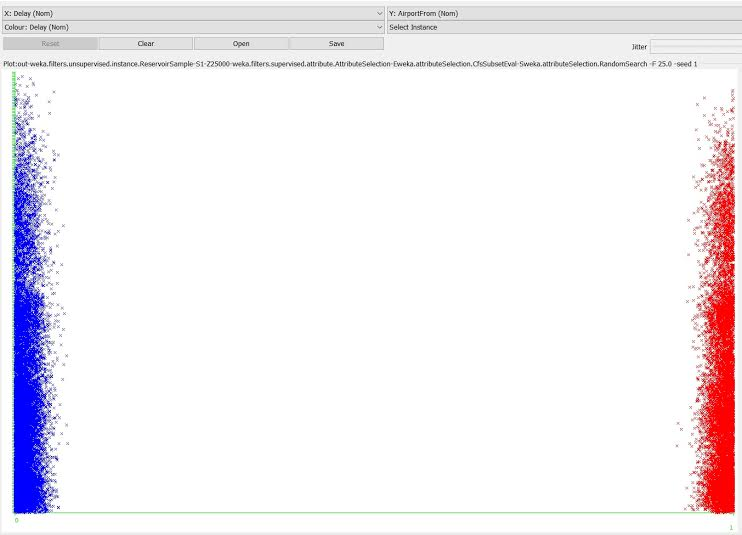 X: Delay (Nom)
Y: AirportFrom (Nom)
Colour: Delay (Nom)
Select Instance
Reset
Clear
Open
Save
Jitter
Plot:out-weka.filters.unsupervised.instance.ReservoirSample-S1-Z25000-weka.filters.supervised.attribute.AttributeSelection-Eweka.attributeSelection.CfsSubsetEval-Sweka.attributeSelection.RandomSearch -F 25.0 -seed 1
0
1